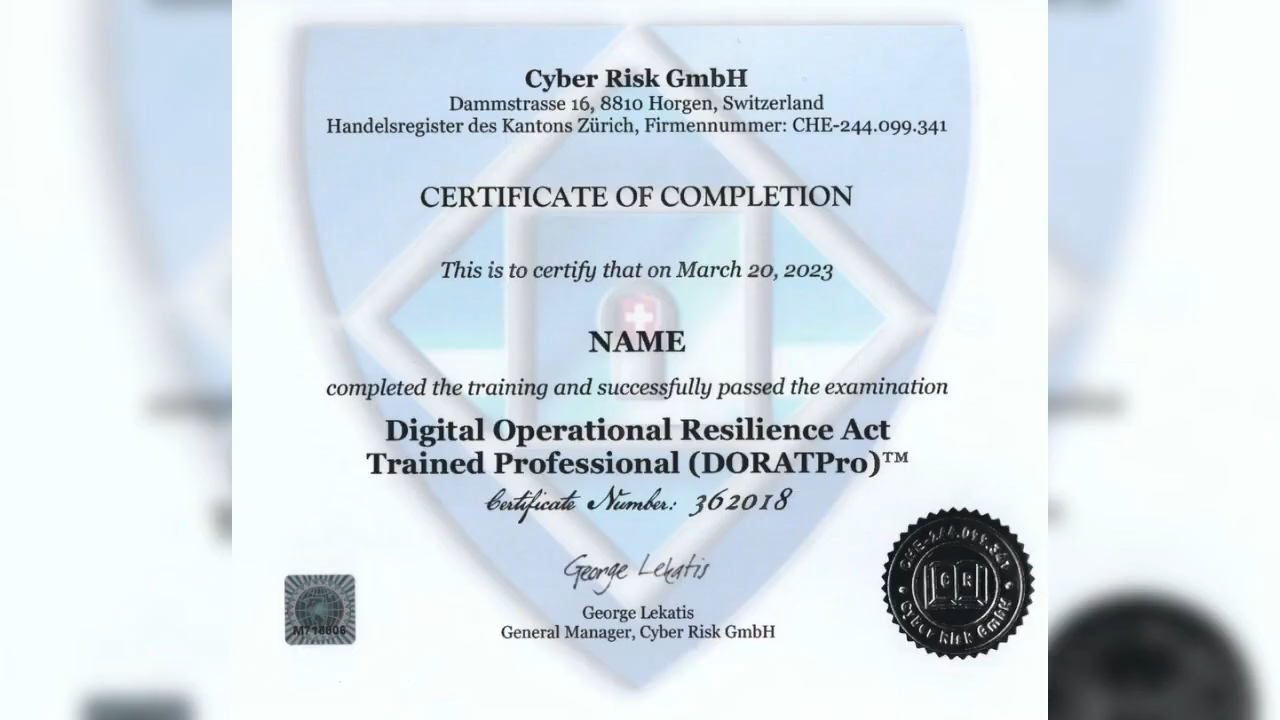 Cyber Risk GmbH
Dammstrasse 16, 8810 Horgen, Switzerland
Handelsregister des Kantons Zürich, Firmennummer: CHE-244.099.341
CERTIFICATE OF COMPLETION
This is to certify that on March 20, 2023
NAME
completed the training and successfully passed the examination
Digital Operational Resilience Act
Trained Professional (DORATPro)™
Certificate Number: 362018
George Lekatis
George Lekatis
General Manager, Cyber Risk GmbH
CHE-244.099.341
C R
Cyber Risk GmbH